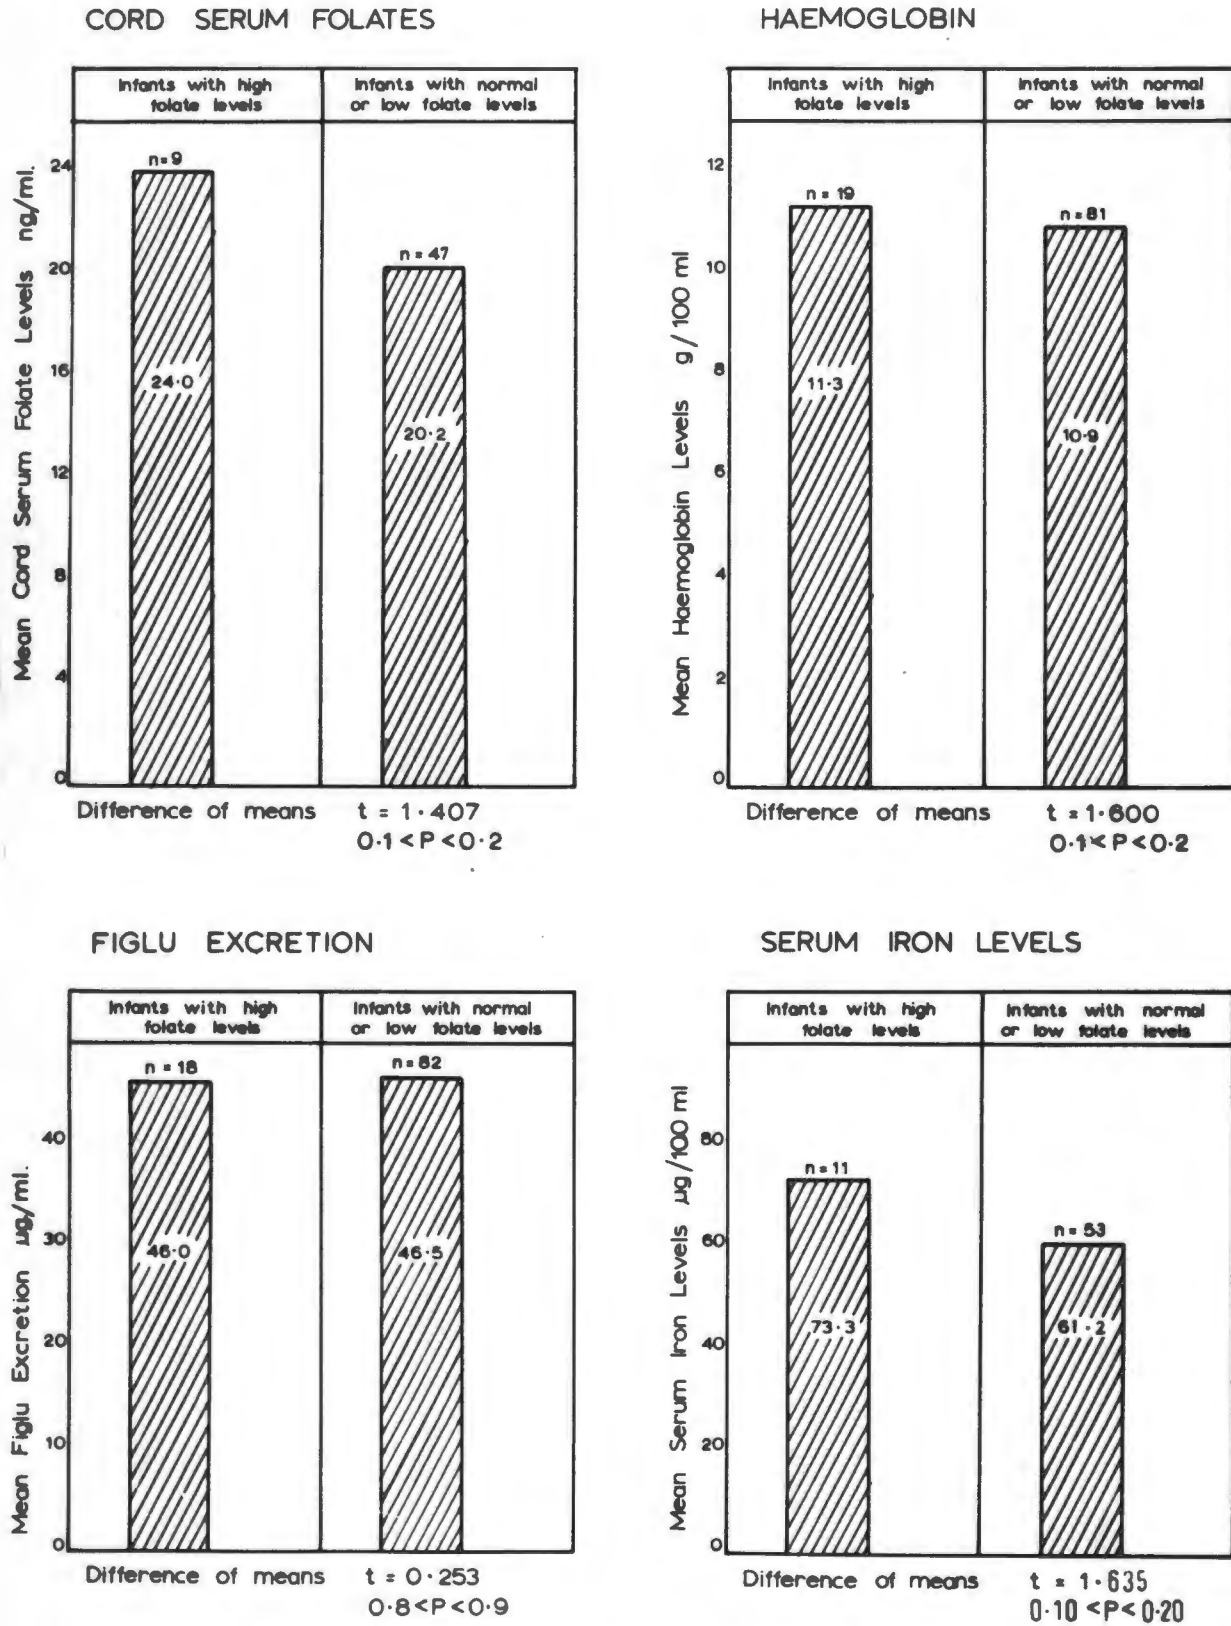 CORD SERUM FOLATES
Infants with high
folate levels
Infants with normal
or low folate levels
Mean Cord Serum Folate Levels ng/ml.
24
20
16
12
8
4
0
n=9
24·0
n = 47
20·2
Difference of means t = 1·407
0·1 < P < 0·2
HAEMOGLOBIN
Infants with high
folate levels
Infants with normal
or low folate levels
Mean Haemoglobin Levels g/100 ml
12
10
8
6
4
2
0
n = 19
11·3
n=81
10·9
Difference of means t = 1·600
0·1 < P < 0·2
FIGLU EXCRETION
Infants with high
folate levels
Infants with normal
or low folate levels
Mean Figlu Excretion µg/ml.
40
30
20
10
0
n = 18
46·0
n=82
46·5
Difference of means t = 0·253
0·8<P<0·9
SERUM IRON LEVELS
Infants with high
folate levels
Infants with normal
or low folate levels
Mean Serum Iron Levels µg/100 ml
80
60
40
20
0
n = 11
73·3
n= 53
61·2
Difference of means t = 1·635
0·10 <P< 0·20